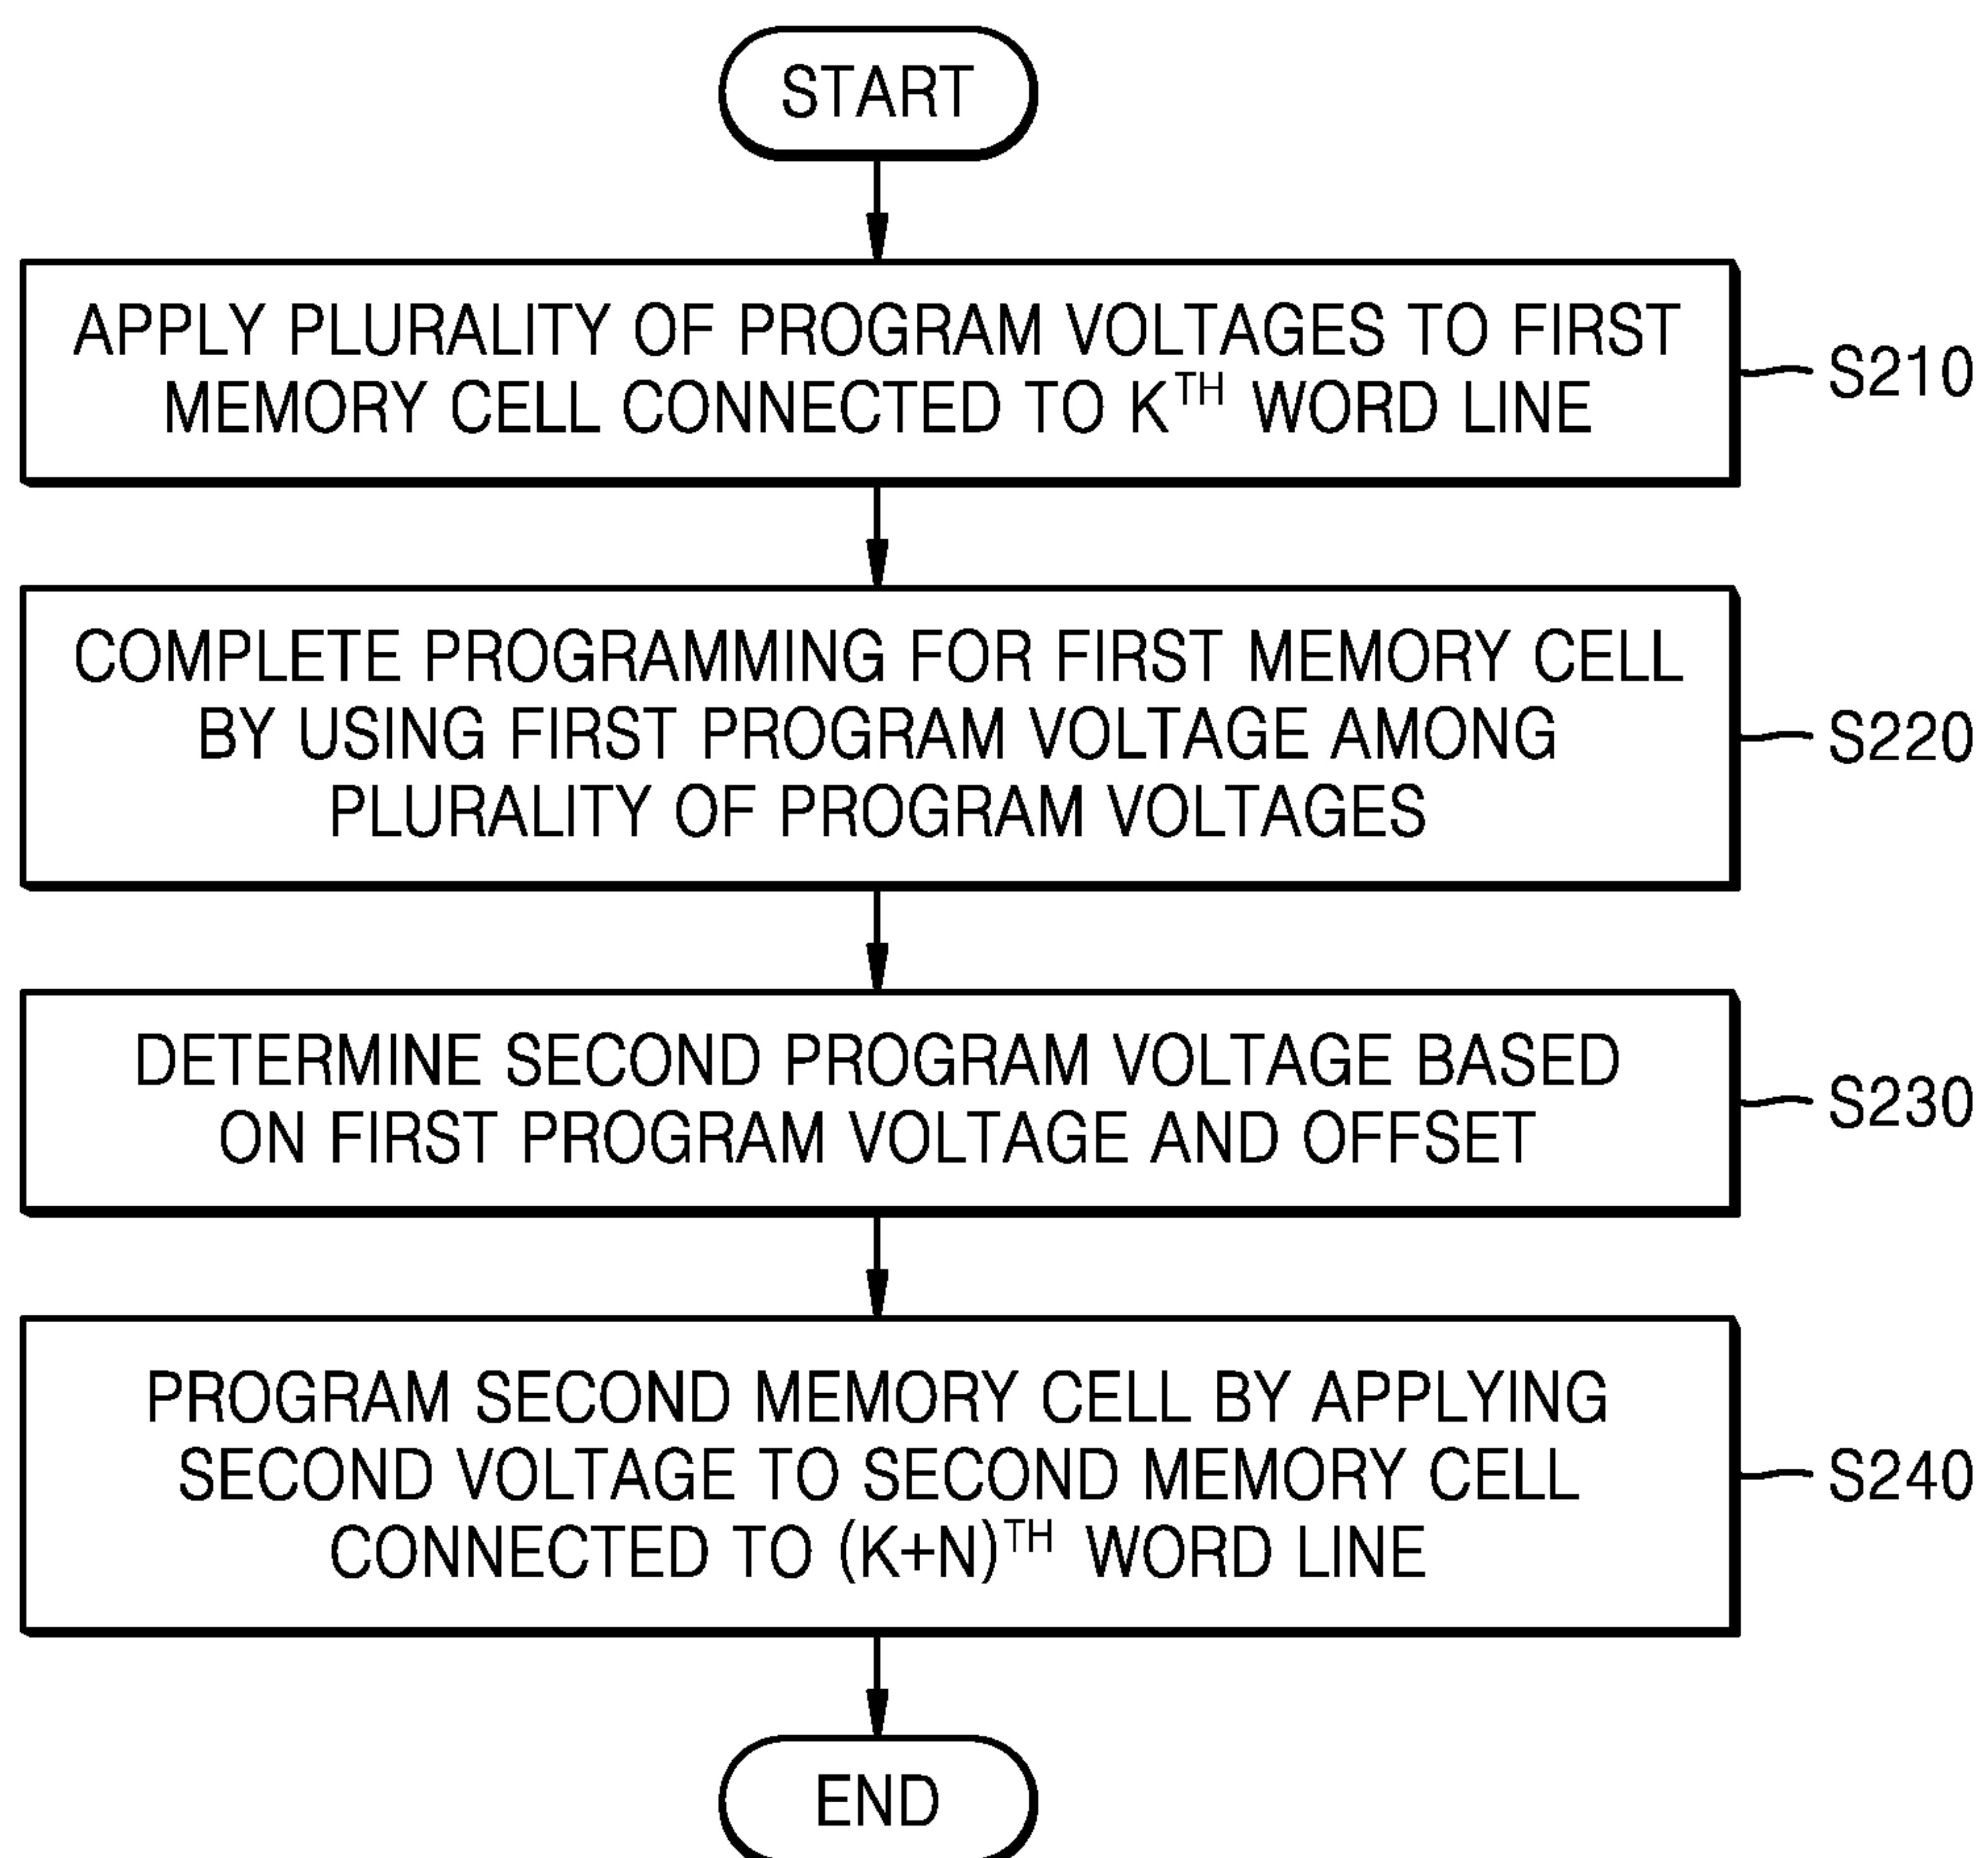 START
APPLY PLURALITY OF PROGRAM VOLTAGES TO FIRST
MEMORY CELL CONNECTED TO KTH WORD LINE
S210
COMPLETE PROGRAMMING FOR FIRST MEMORY CELL
BY USING FIRST PROGRAM VOLTAGE AMONG
PLURALITY OF PROGRAM VOLTAGES
S220
DETERMINE SECOND PROGRAM VOLTAGE BASED
ON FIRST PROGRAM VOLTAGE AND OFFSET
S230
PROGRAM SECOND MEMORY CELL BY APPLYING
SECOND VOLTAGE TO SECOND MEMORY CELL
CONNECTED TO (K+N)TH WORD LINE
S240
END